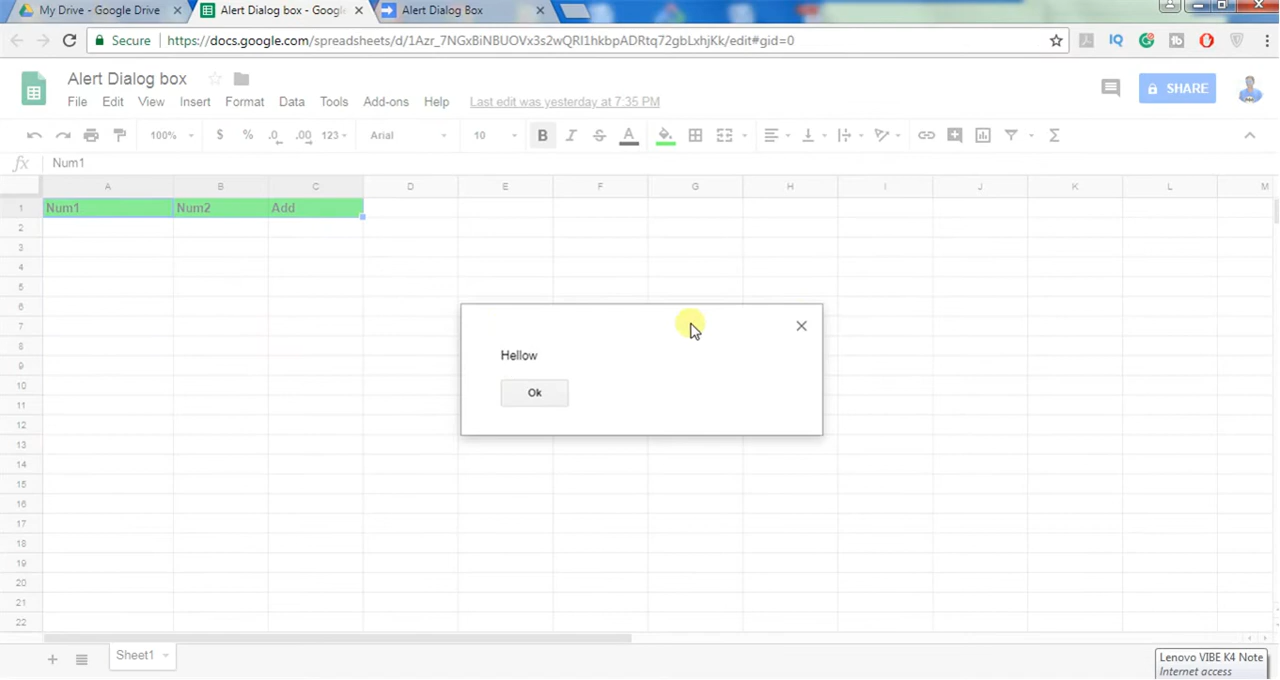 My Drive - Google Drive
Alert Dialog box - Google
Alert Dialog Box
Secure
https://docs.google.com/spreadsheets/d/1Azr_7NGxBiNBUOVx3s2wQRI1hkbpADRtq72gbLxhjKk/edit#gid=0
Alert Dialog box
File Edit View Insert Format Data Tools Add-ons Help Last edit was yesterday at 7:35 PM
SHARE
100% $ % .0 .00 123 Arial 10 B I S A Σ
fx Num1
A B C D E F G H I J K L M
1 Num1 Num2 Add
2
3
4
5
6
7
8
9
10
11
12
13
14
15
16
17
18
19
20
21
22
Hellow
Ok
Sheet1
Lenovo VIBE K4 Note
Internet access